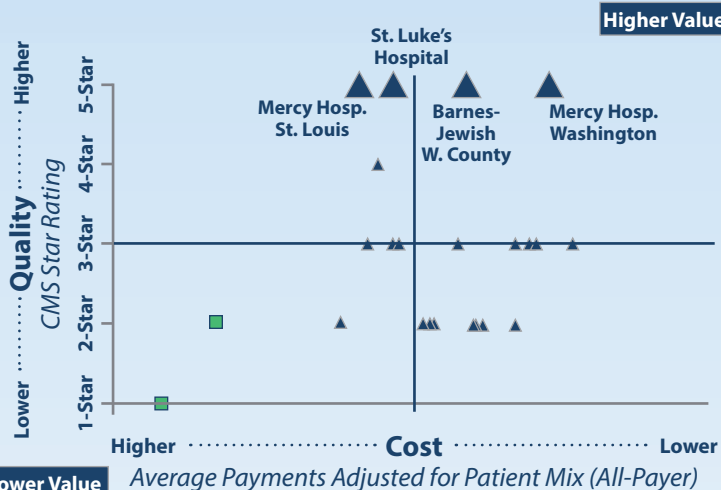 Higher Value
St. Luke's
Hospital
Mercy Hosp.
St. Louis
Barnes-
Jewish
W. County
Mercy Hosp.
Washington
Lower ········ Quality ········ Higher
CMS Star Rating
5-Star
4-Star
3-Star
2-Star
1-Star
Higher ········ Cost ········ Lower
Average Payments Adjusted for Patient Mix (All-Payer)
ower Value